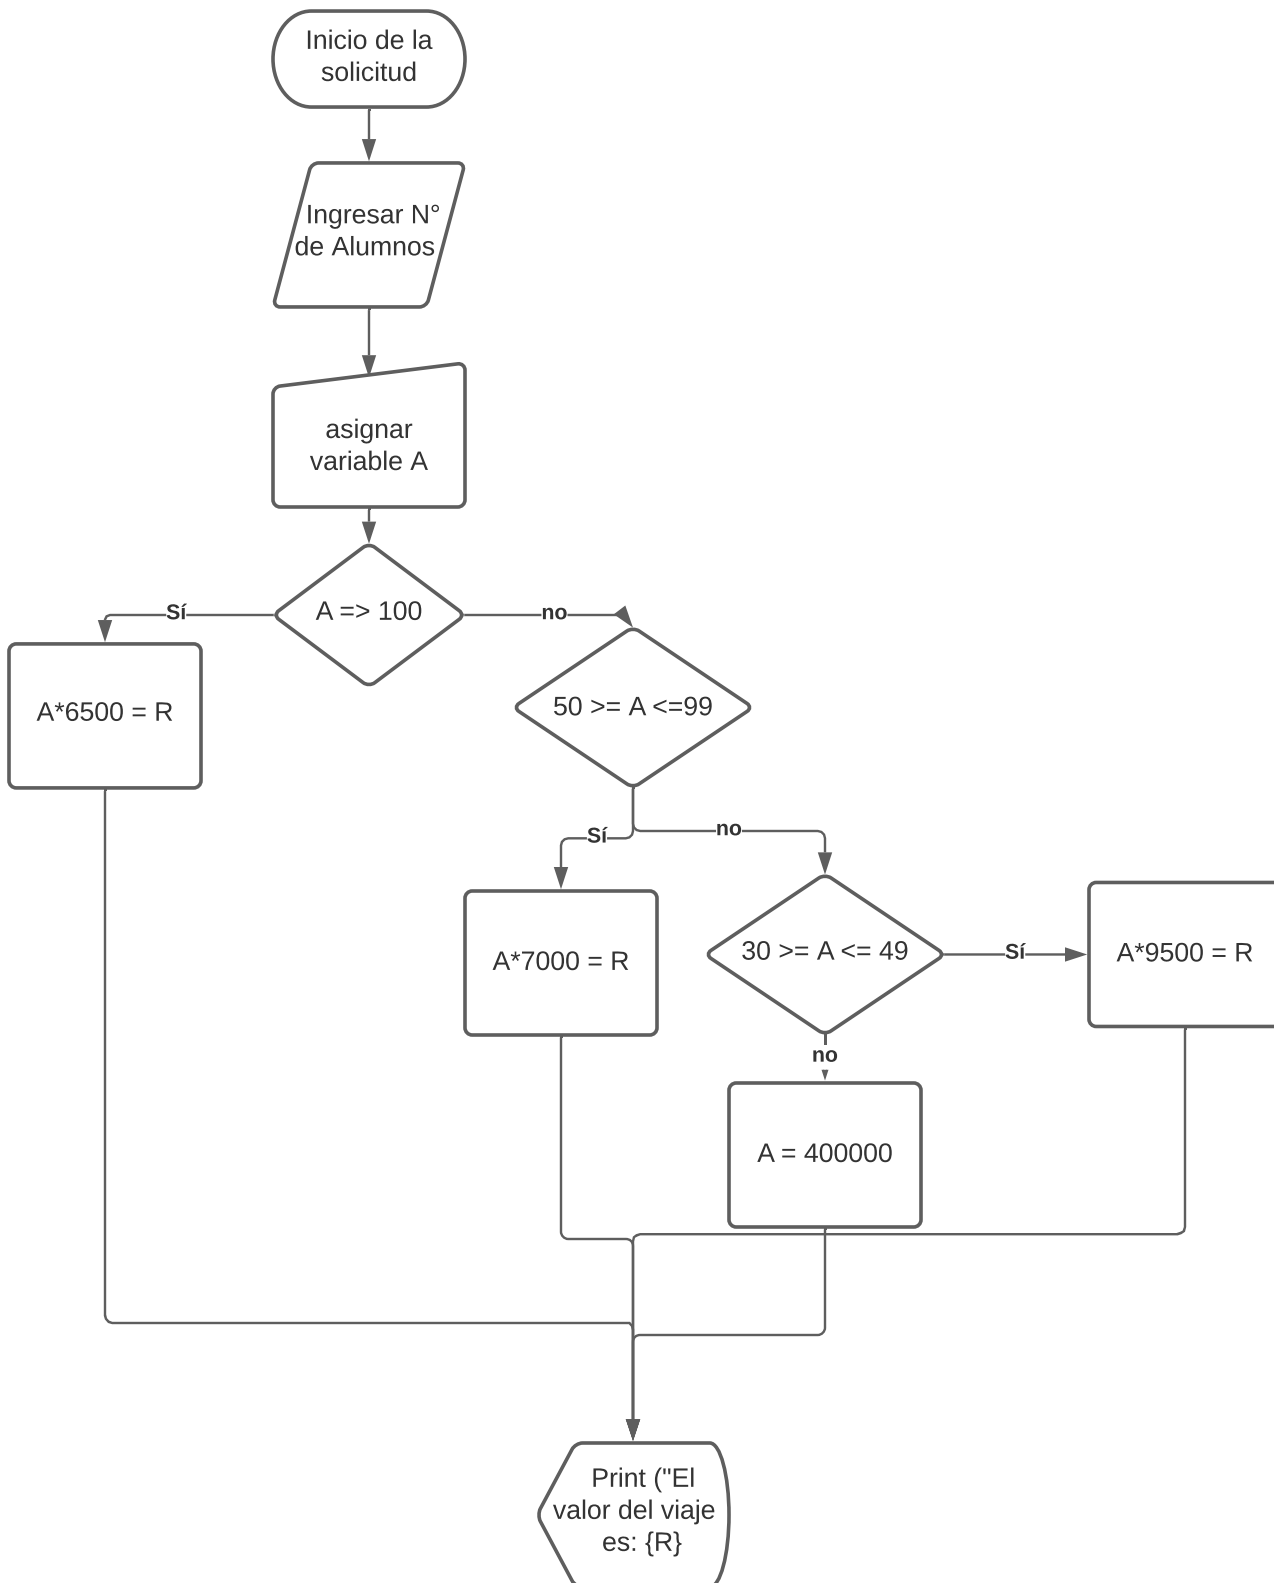 Inicio de la
solicitud
Ingresar N°
de Alumnos
asignar
variable A
A => 100
Sí
no
A*6500 = R
50 >= A <=99
Sí
no
A*7000 = R
30 >= A <= 49
Sí
A*9500 = R
no
A = 400000
Print ("El
valor del viaje
es: {R}